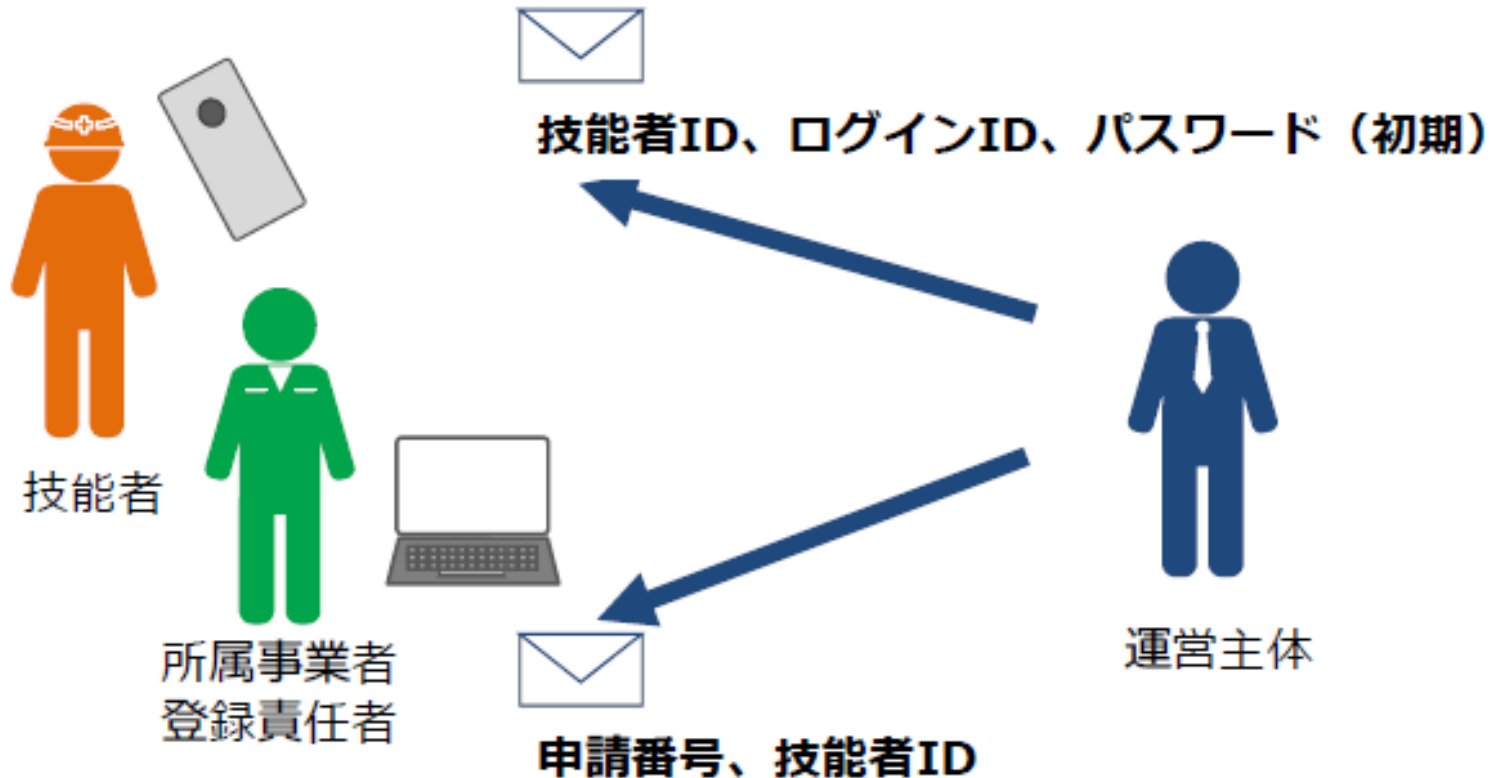 技能者ID、ログインID、パスワード（初期）
技能者
所属事業者
登録責任者
運営主体
申請番号、技能者ID